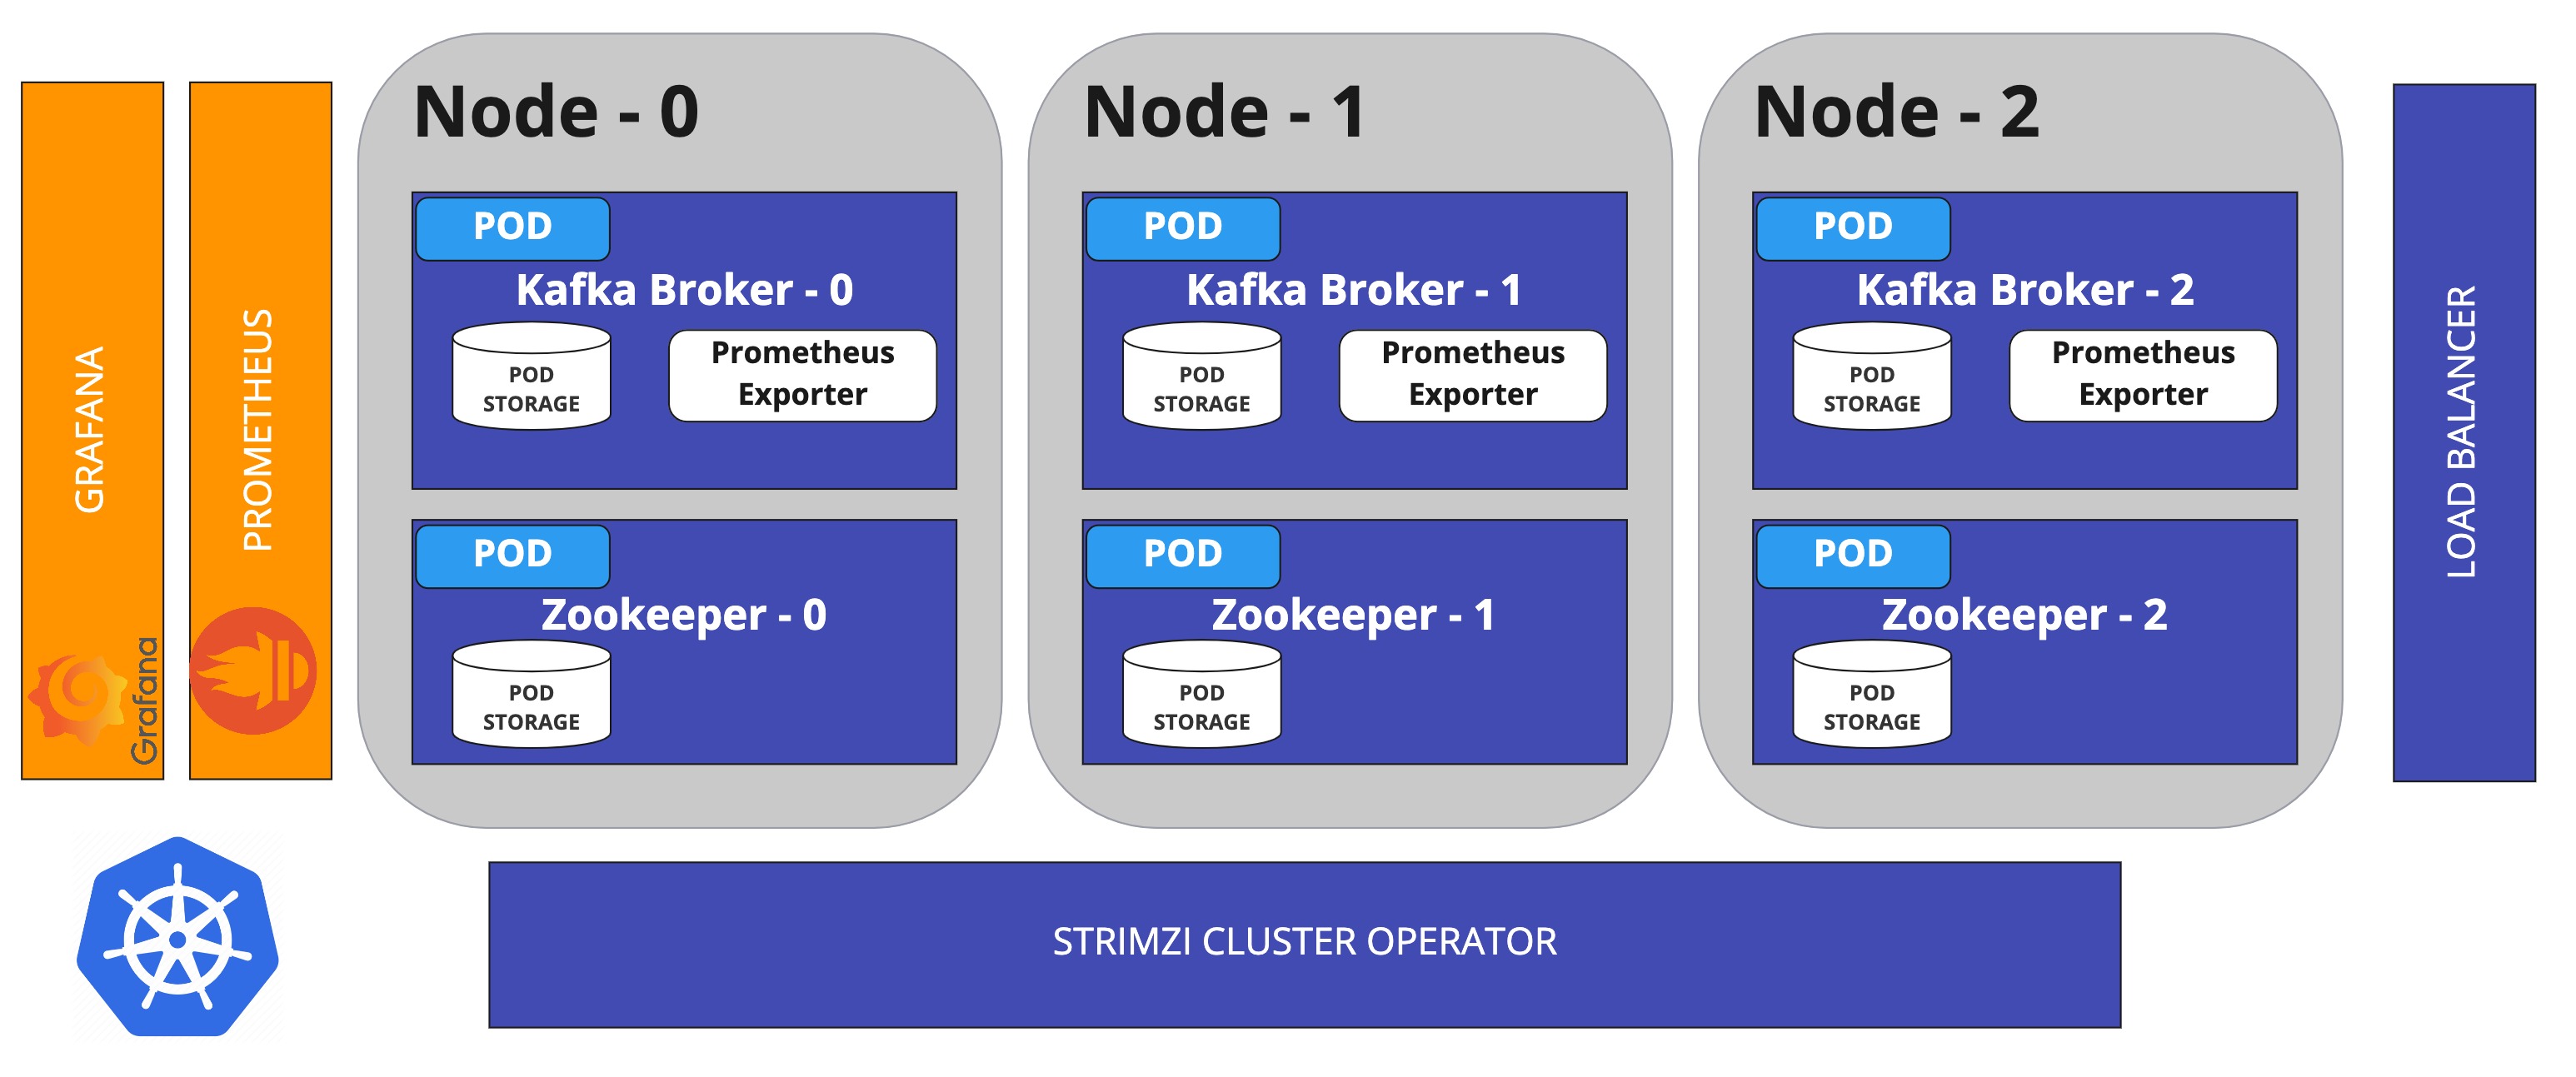 GRAFANA
Grafana
PROMETHEUS
Node - 0
POD
Kafka Broker - 0
POD
STORAGE
Prometheus
Exporter
POD
Zookeeper - 0
POD
STORAGE
Node - 1
POD
Kafka Broker - 1
POD
STORAGE
Prometheus
Exporter
POD
Zookeeper - 1
POD
STORAGE
Node - 2
POD
Kafka Broker - 2
POD
STORAGE
Prometheus
Exporter
POD
Zookeeper - 2
POD
STORAGE
LOAD BALANCER
STRIMZI CLUSTER OPERATOR